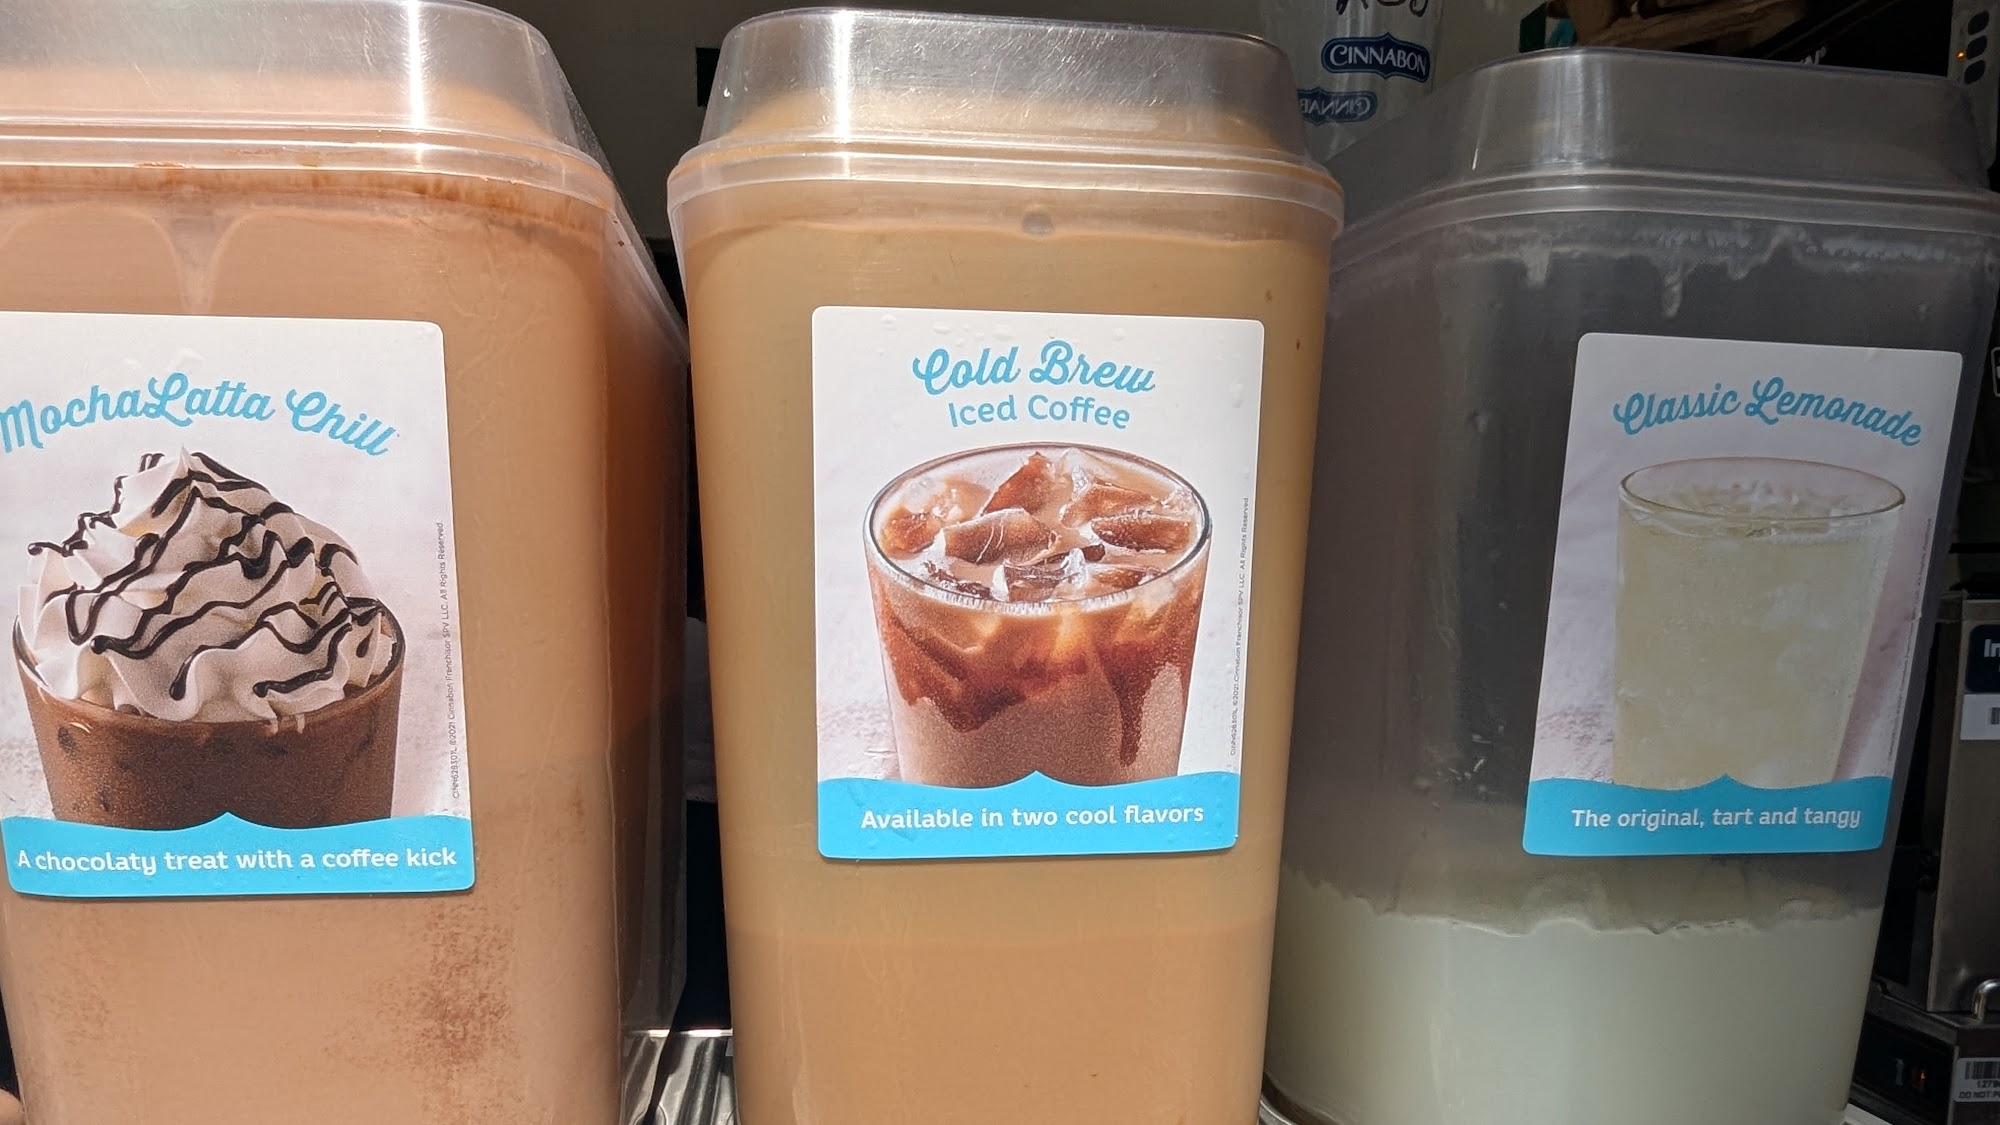 CINNABON
MochaLatta Chill
A chocolaty treat with a coffee kick
Cold Brew
Iced Coffee
Available in two cool flavors
Classic Lemonade
The original, tart and tangy